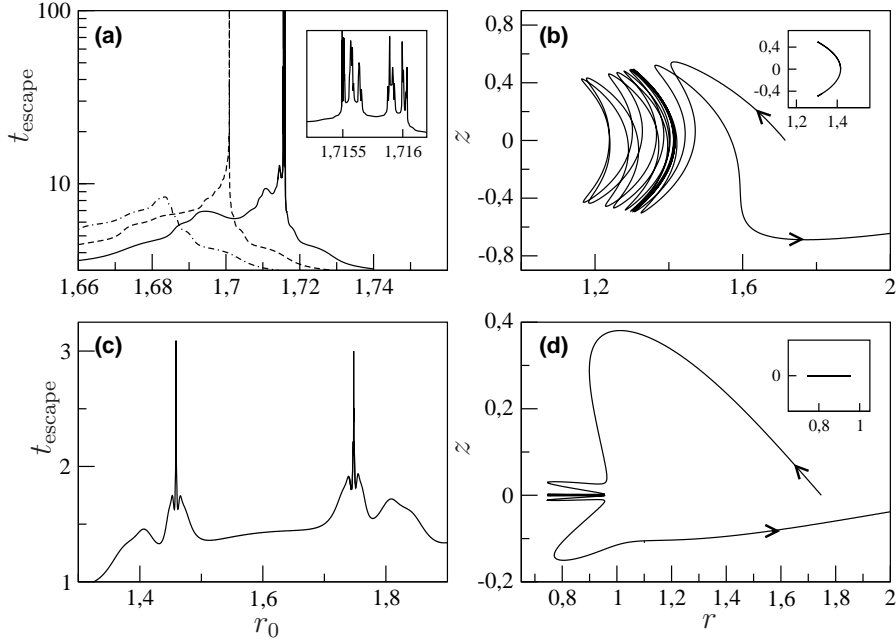 (a)
t_escape
100
10
1,66 1,68 1,7 1,72 1,74
1,7155 1,716
(b)
z
0,8
0,4
0
-0,4
-0,8
1,2 1,6 2
0,4
0
-0,4
1,2 1,4
(c)
t_escape
3
2
1
1,4 1,6 1,8
r_0
(d)
z
0,4
0,2
0
-0,2
0,8 1 1,2 1,4 1,6 1,8 2
r
0
0,8 1